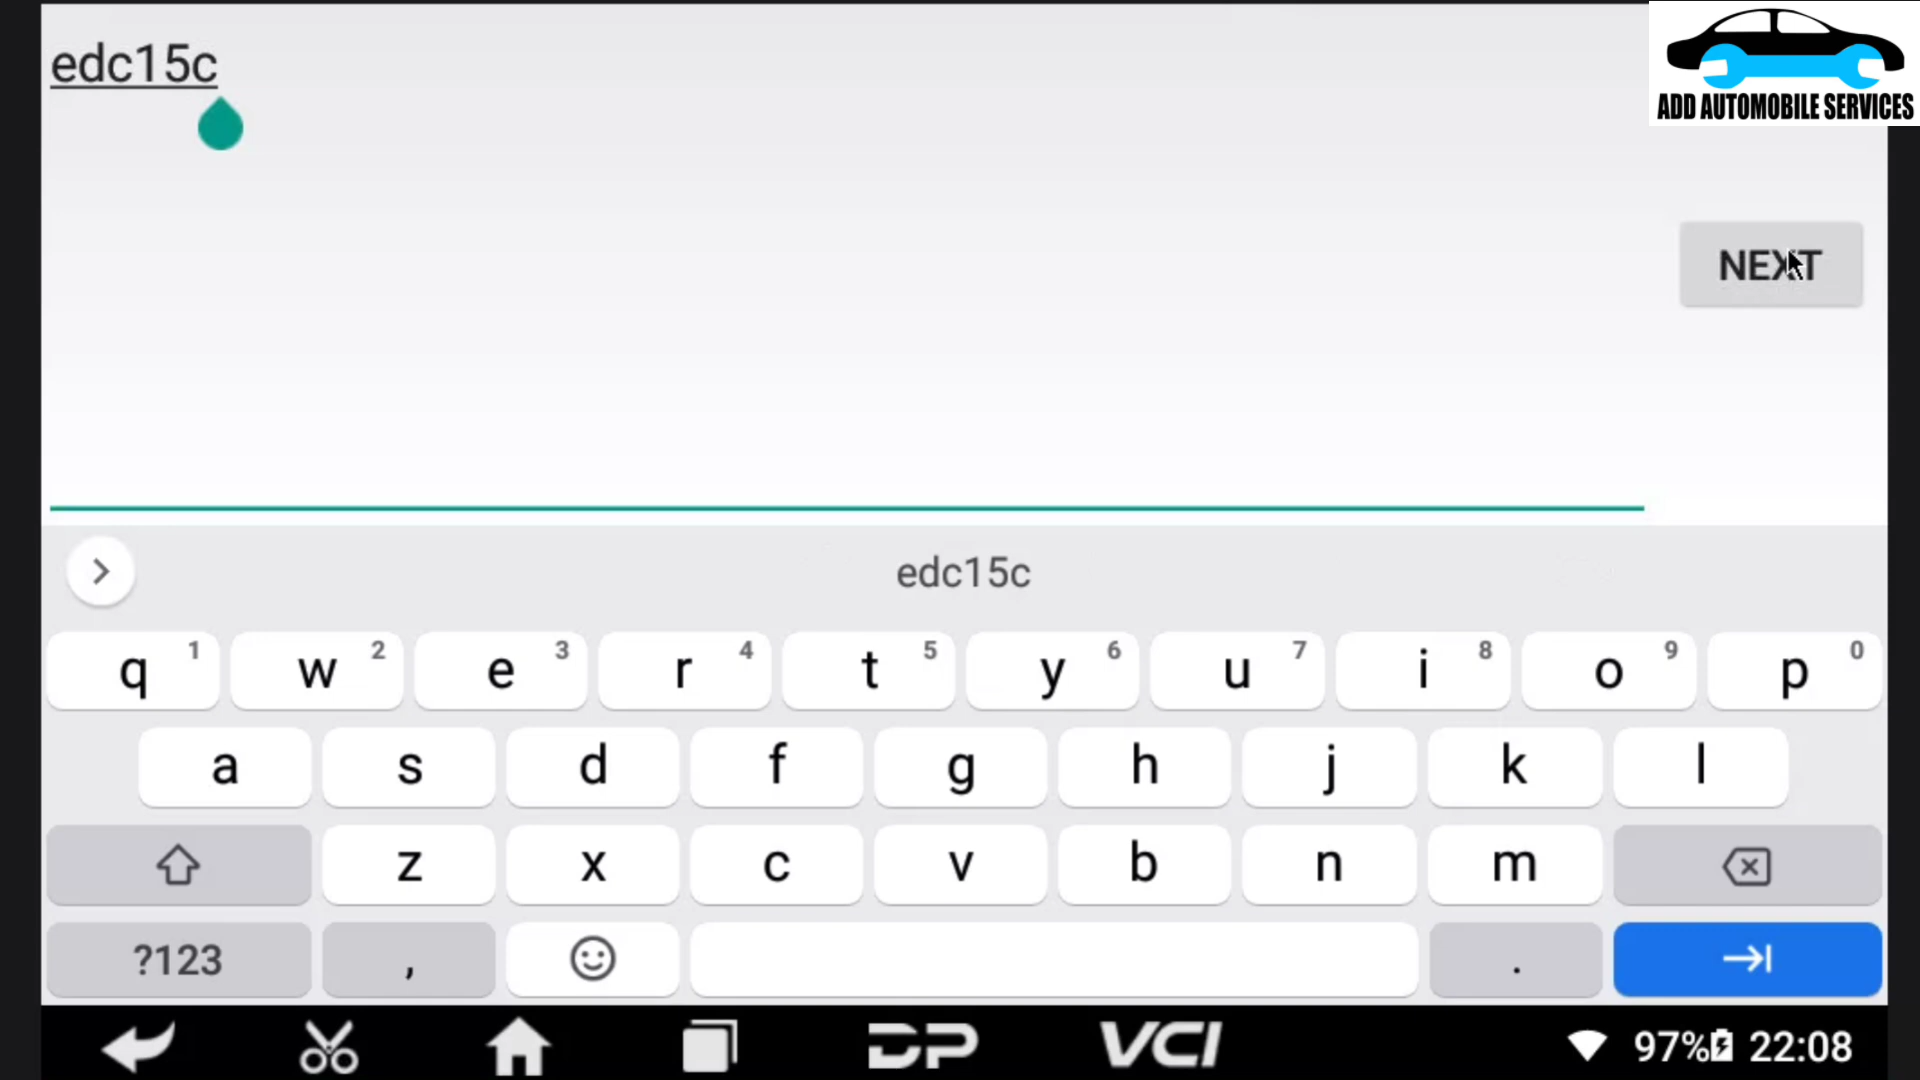 edc15c
ADD AUTOMOBILE SERVICES
NEXT
edc15c
q 1 w 2 e 3 r 4 t 5 y 6 u 7 i 8 o 9 p 0
a s d f g h j k l
z x c v b n m
?123 , .
DP VCI 97% 22:08